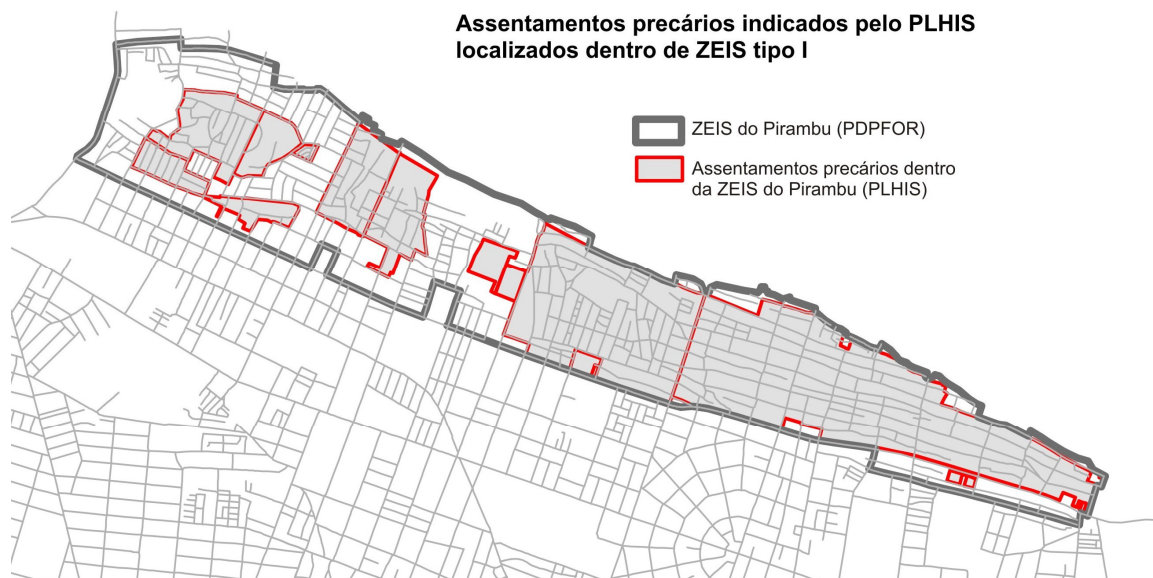 Assentamentos precários indicados pelo PLHIS
localizados dentro de ZEIS tipo I
ZEIS do Pirambu (PDPFOR)
Assentamentos precários dentro
da ZEIS do Pirambu (PLHIS)